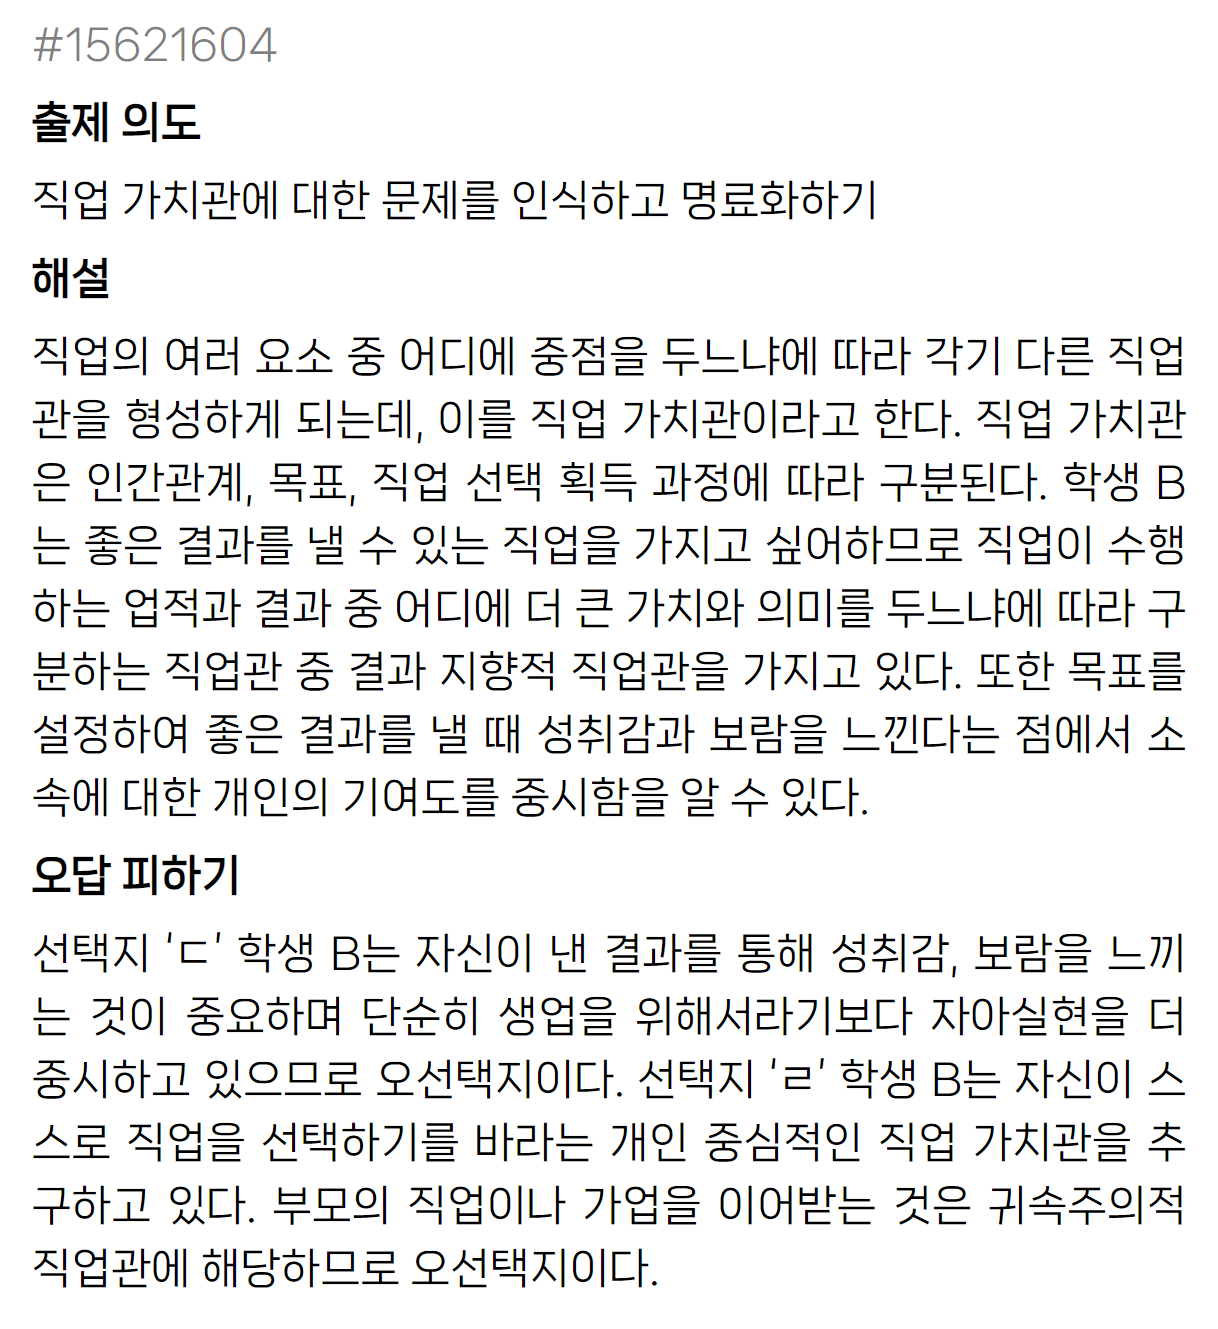 #15621604
출제 의도
직업 가치관에 대한 문제를 인식하고 명료화하기
해설
직업의 여러 요소 중 어디에 중점을 두느냐에 따라 각기 다른 직업
관을 형성하게 되는데, 이를 직업 가치관이라고 한다. 직업 가치관
은 인간관계, 목표, 직업 선택 획득 과정에 따라 구분된다. 학생 B
는 좋은 결과를 낼 수 있는 직업을 가지고 싶어하므로 직업이 수행
하는 업적과 결과 중 어디에 더 큰 가치와 의미를 두느냐에 따라 구
분하는 직업관 중 결과 지향적 직업관을 가지고 있다. 또한 목표를
설정하여 좋은 결과를 낼 때 성취감과 보람을 느낀다는 점에서 소
속에 대한 개인의 기여도를 중시함을 알 수 있다.
오답 피하기
선택지 ‘ㄷ’ 학생 B는 자신이 낸 결과를 통해 성취감, 보람을 느끼
는 것이 중요하며 단순히 생업을 위해서라기보다 자아실현을 더
중시하고 있으므로 오선택지이다. 선택지 ‘ㄹ’ 학생 B는 자신이 스
스로 직업을 선택하기를 바라는 개인 중심적인 직업 가치관을 추
구하고 있다. 부모의 직업이나 가업을 이어받는 것은 귀속주의적
직업관에 해당하므로 오선택지이다.